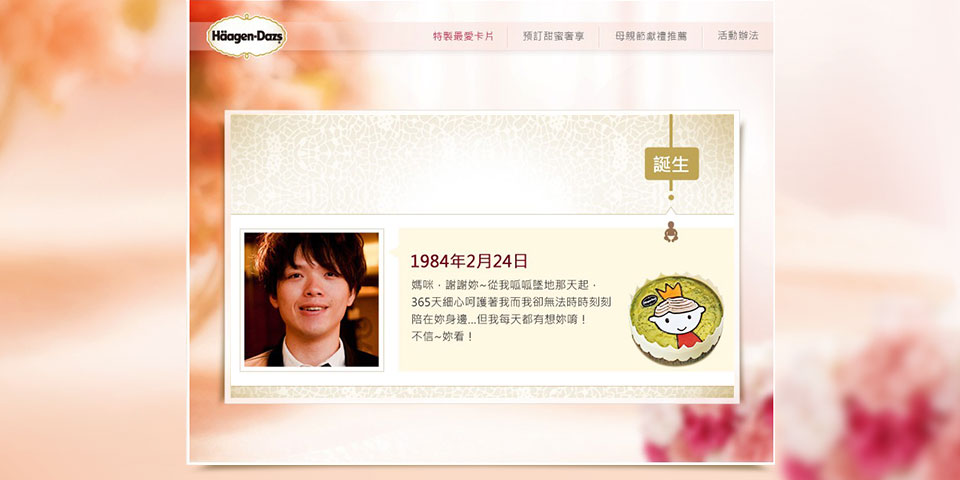 Häagen-Dazs
特製最愛卡片
預訂甜蜜奢享
母親節獻禮推薦
活動辦法
誕生
1984年2月24日
媽咪，謝謝妳~從我呱呱墜地那天起，
365天細心呵護著我而我卻無法時時刻刻
陪在妳身邊...但我每天都有想妳唷！
不信~妳看！